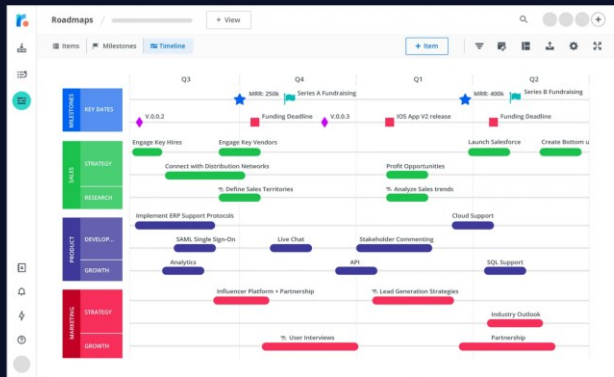 Roadmaps /
+ View
Items
Milestones
Timeline
+ Item
Q3 Q4 Q1 Q2
MILESTONES
KEY DATES
MRR: 250k
Series A Fundraising
MRR: 400k
Series B Fundraising
V.0.0.2
Funding Deadline
V.0.0.3
IOS App V2 release
Funding Deadline
SALES
STRATEGY
Engage Key Hires
Engage Key Vendors
Launch Salesforce
Create Bottom u
Connect with Distribution Networks
Profit Opportunities
RESEARCH
Define Sales Territories
Analyze Sales trends
PRODUCT
DEVELOP...
Implement ERP Support Protocols
Cloud Support
SAML Single Sign-On
Live Chat
Stakeholder Commenting
GROWTH
Analytics
API
SQL Support
MARKETING
STRATEGY
Influencer Platform + Partnership
Lead Generation Strategies
Industry Outlook
GROWTH
User Interviews
Partnership